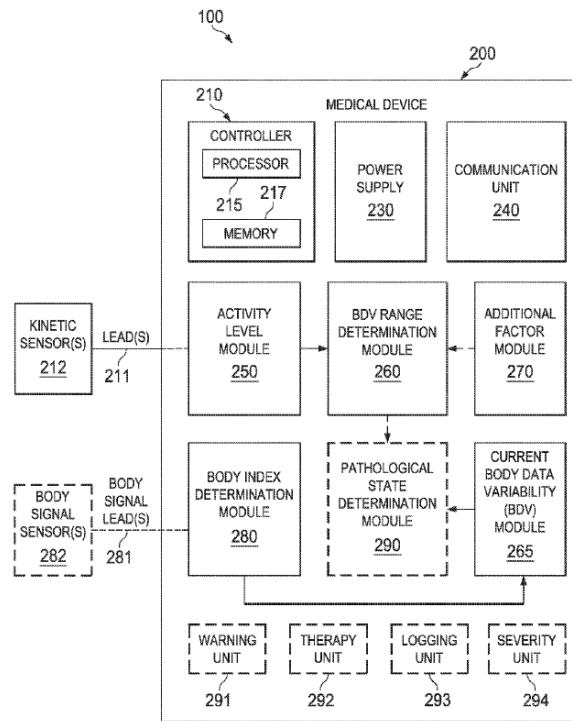 100
200
MEDICAL DEVICE
210
CONTROLLER
PROCESSOR
215
217
MEMORY
POWER
SUPPLY
230
COMMUNICATION
UNIT
240
KINETIC
SENSOR(S)
212
LEAD(S)
211
ACTIVITY
LEVEL
MODULE
250
BDV RANGE
DETERMINATION
MODULE
260
ADDITIONAL
FACTOR
MODULE
270
BODY
SIGNAL
SENSOR(S)
282
BODY
SIGNAL
LEAD(S)
281
BODY INDEX
DETERMINATION
MODULE
280
PATHOLOGICAL
STATE
DETERMINATION
MODULE
290
CURRENT
BODY DATA
VARIABILITY
(BDV)
MODULE
265
WARNING
UNIT
291
THERAPY
UNIT
292
LOGGING
UNIT
293
SEVERITY
UNIT
294